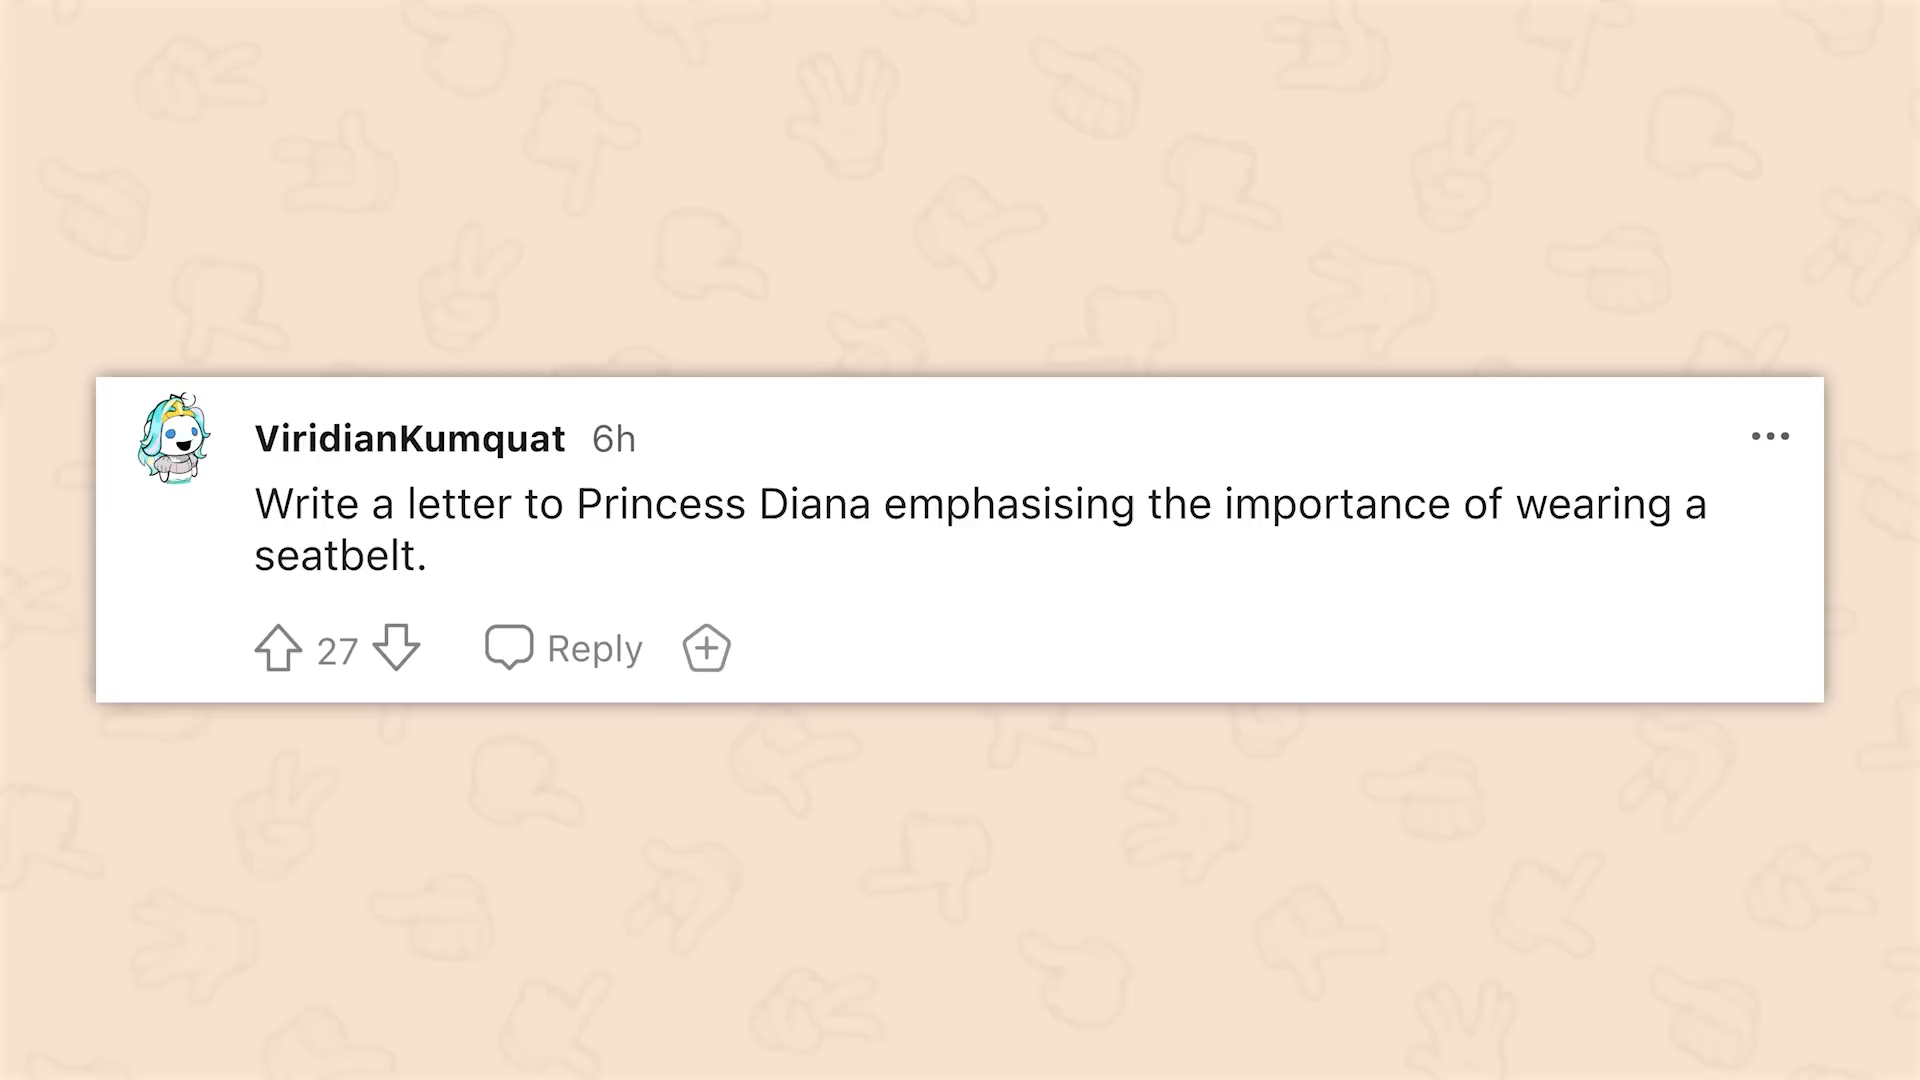 ViridianKumquat 6h
Write a letter to Princess Diana emphasising the importance of wearing a
seatbelt.
27 Reply